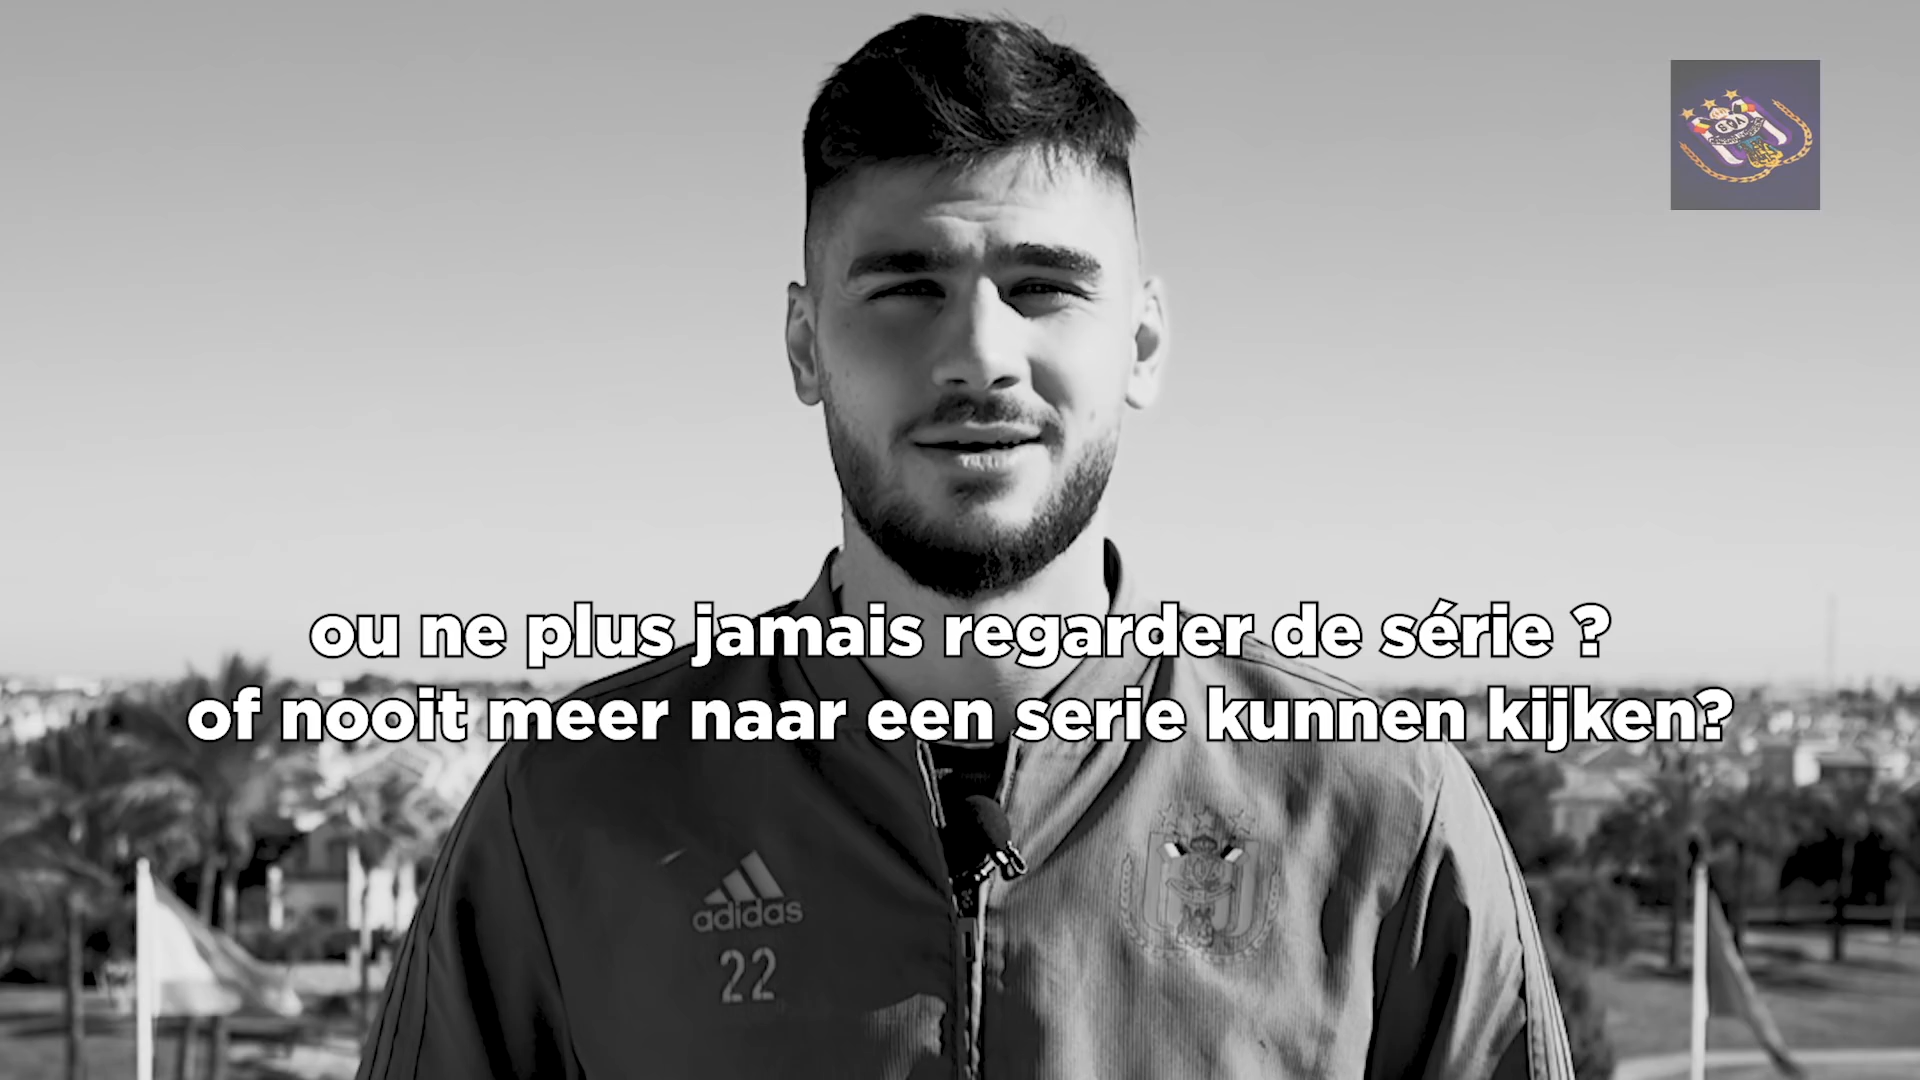 ou ne plus jamais regarder de série ?
of nooit meer naar een serie kunnen kijken?
adidas
22